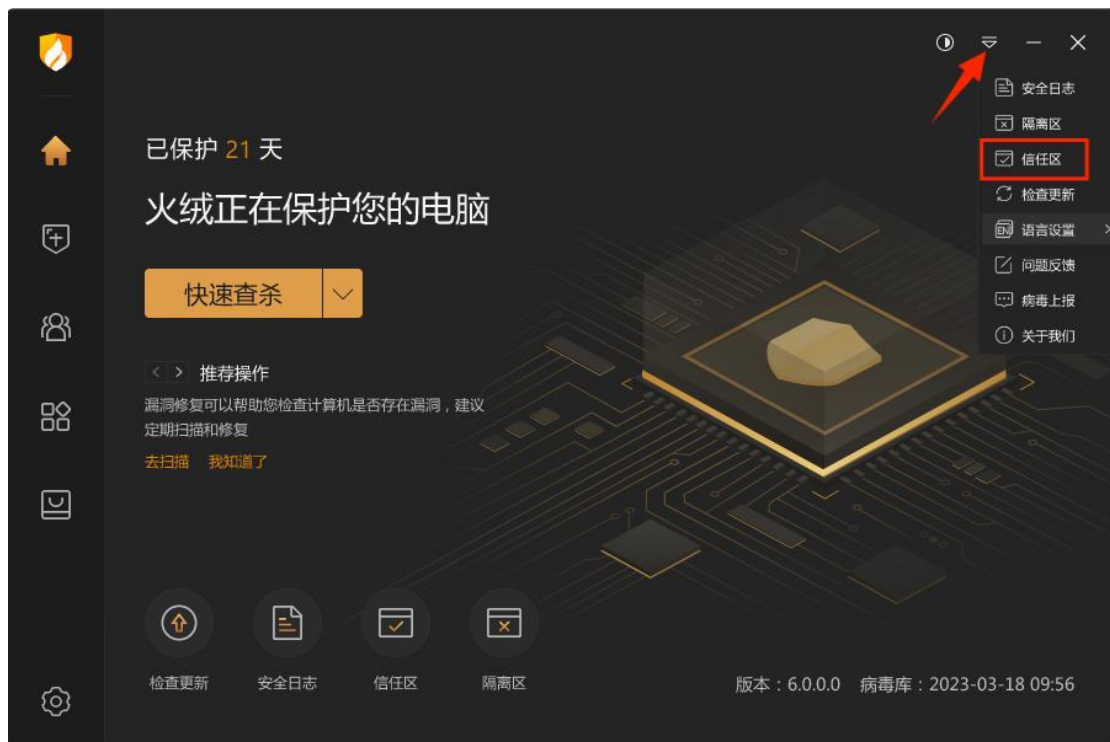 安全日志
隔离区
信任区
检查更新
EN 语言设置
问题反馈
病毒上报
关于我们
已保护 21 天
火绒正在保护您的电脑
快速查杀
推荐操作
漏洞修复可以帮助您检查计算机是否存在漏洞，建议
定期扫描和修复
去扫描 我知道了
检查更新 安全日志 信任区 隔离区
版本：6.0.0.0 病毒库：2023-03-18 09:56